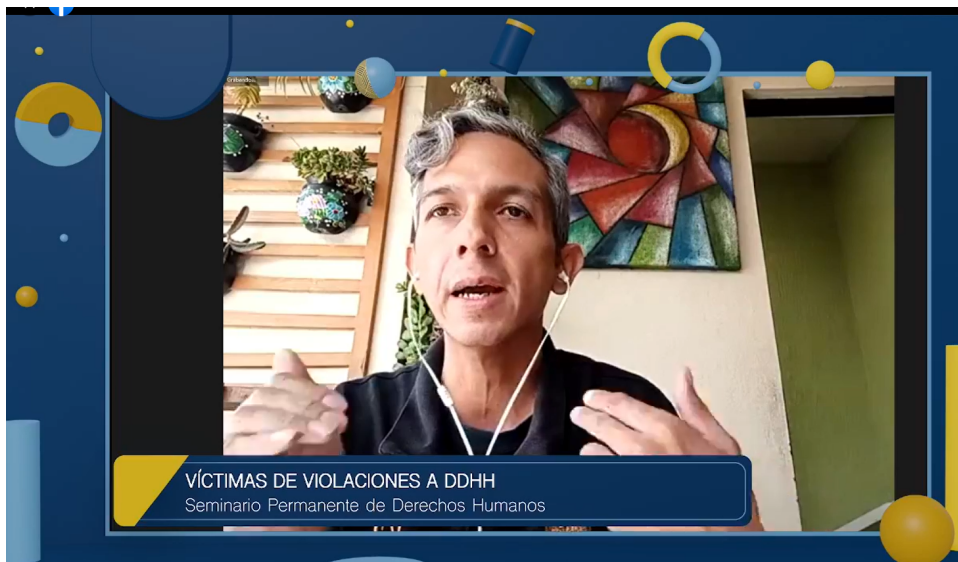 VÍCTIMAS DE VIOLACIONES A DDHH
Seminario Permanente de Derechos Humanos